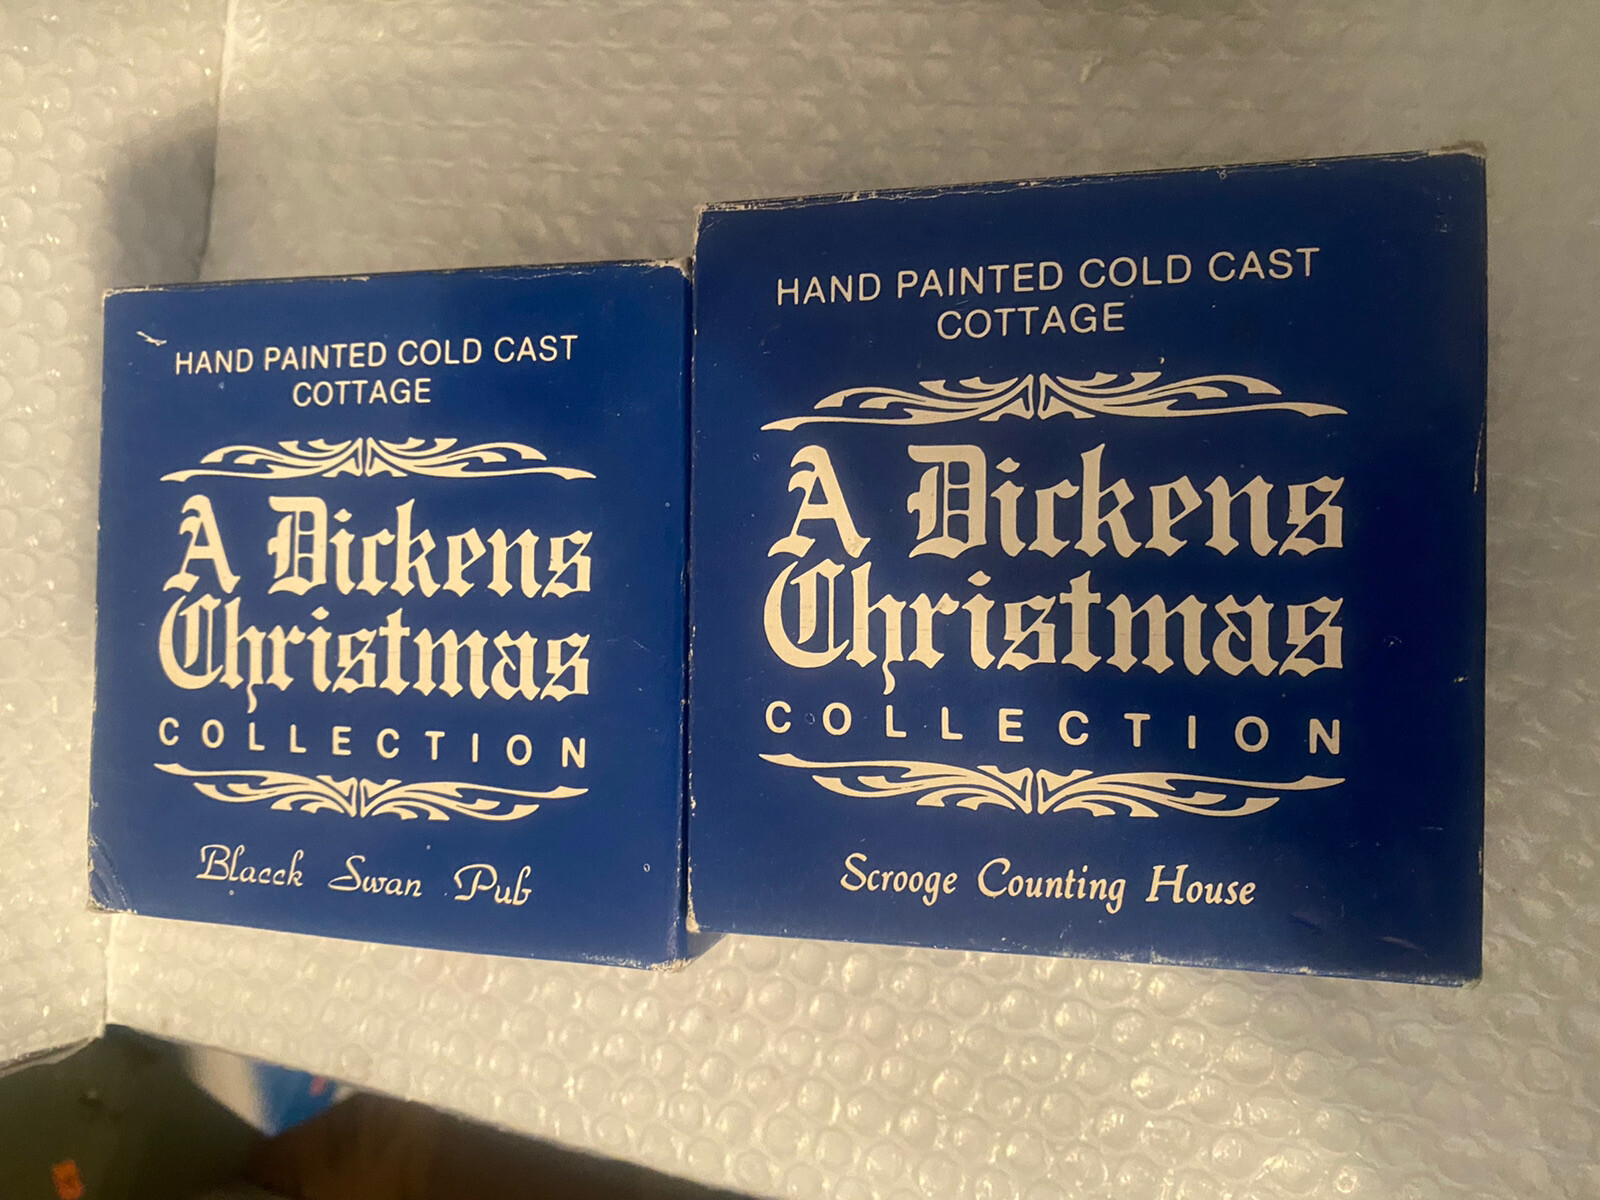 HAND PAINTED COLD CAST
COTTAGE
A Dickens
Christmas
COLLECTION
Blacck Swan Pub
HAND PAINTED COLD CAST
COTTAGE
A Dickens
Christmas
COLLECTION
Scrooge Counting House